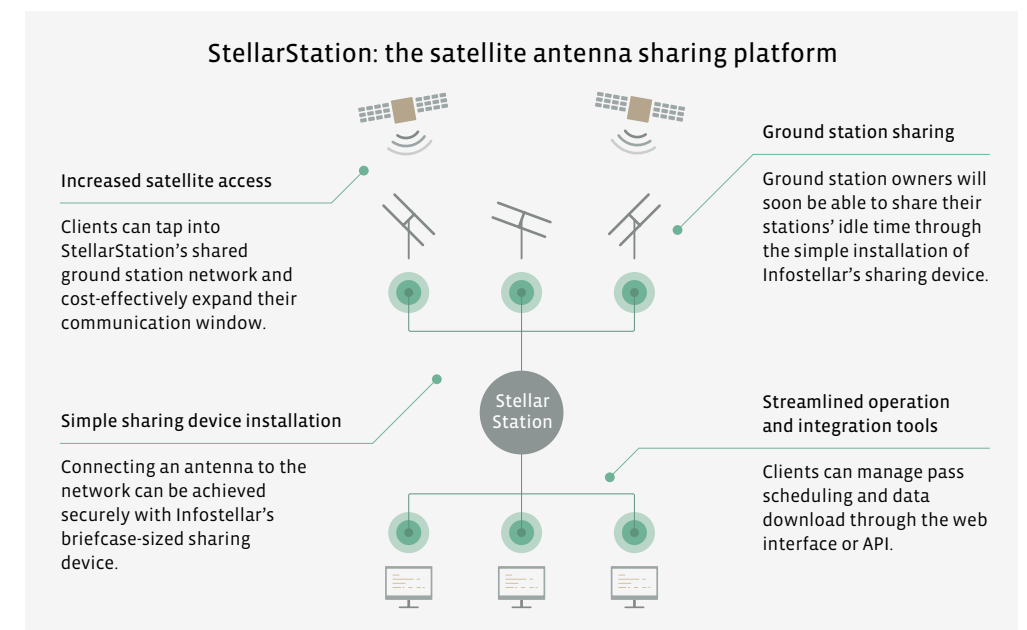 StellarStation: the satellite antenna sharing platform
Increased satellite access
Clients can tap into
StellarStation's shared
ground station network and
cost-effectively expand their
communication window.
Ground station sharing
Ground station owners will
soon be able to share their
stations' idle time through
the simple installation of
Infostellar's sharing device.
Stellar
Station
Simple sharing device installation
Connecting an antenna to the
network can be achieved
securely with Infostellar's
briefcase-sized sharing
device.
Streamlined operation
and integration tools
Clients can manage pass
scheduling and data
download through the web
interface or API.